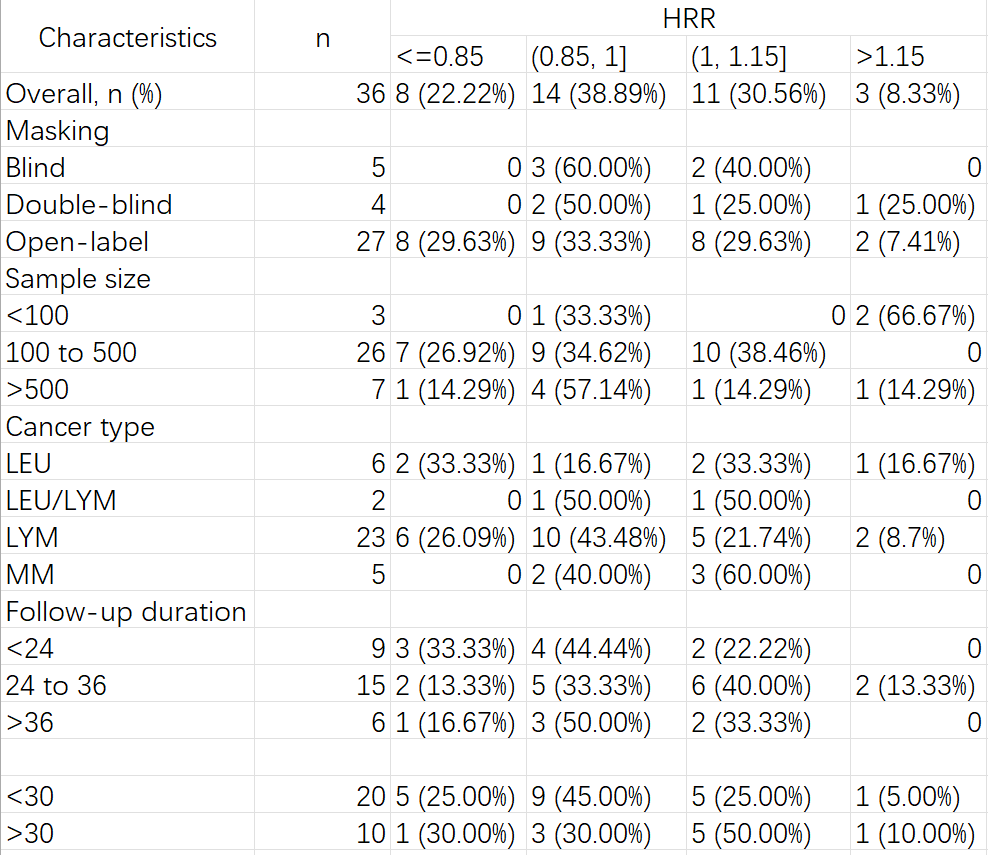 Characteristics n HRR
<=0.85 (0.85, 1] (1, 1.15] >1.15
Overall, n (%) 36 8 (22.22%) 14 (38.89%) 11 (30.56%) 3 (8.33%)
Masking
Blind 5 0 3 (60.00%) 2 (40.00%) 0
Double-blind 4 0 2 (50.00%) 1 (25.00%) 1 (25.00%)
Open-label 27 8 (29.63%) 9 (33.33%) 8 (29.63%) 2 (7.41%)
Sample size
<100 3 0 1 (33.33%) 0 2 (66.67%)
100 to 500 26 7 (26.92%) 9 (34.62%) 10 (38.46%) 0
>500 7 1 (14.29%) 4 (57.14%) 1 (14.29%) 1 (14.29%)
Cancer type
LEU 6 2 (33.33%) 1 (16.67%) 2 (33.33%) 1 (16.67%)
LEU/LYM 2 0 1 (50.00%) 1 (50.00%) 0
LYM 23 6 (26.09%) 10 (43.48%) 5 (21.74%) 2 (8.7%)
MM 5 0 2 (40.00%) 3 (60.00%) 0
Follow-up duration
<24 9 3 (33.33%) 4 (44.44%) 2 (22.22%) 0
24 to 36 15 2 (13.33%) 5 (33.33%) 6 (40.00%) 2 (13.33%)
>36 6 1 (16.67%) 3 (50.00%) 2 (33.33%) 0
<30 20 5 (25.00%) 9 (45.00%) 5 (25.00%) 1 (5.00%)
>30 10 1 (30.00%) 3 (30.00%) 5 (50.00%) 1 (10.00%)